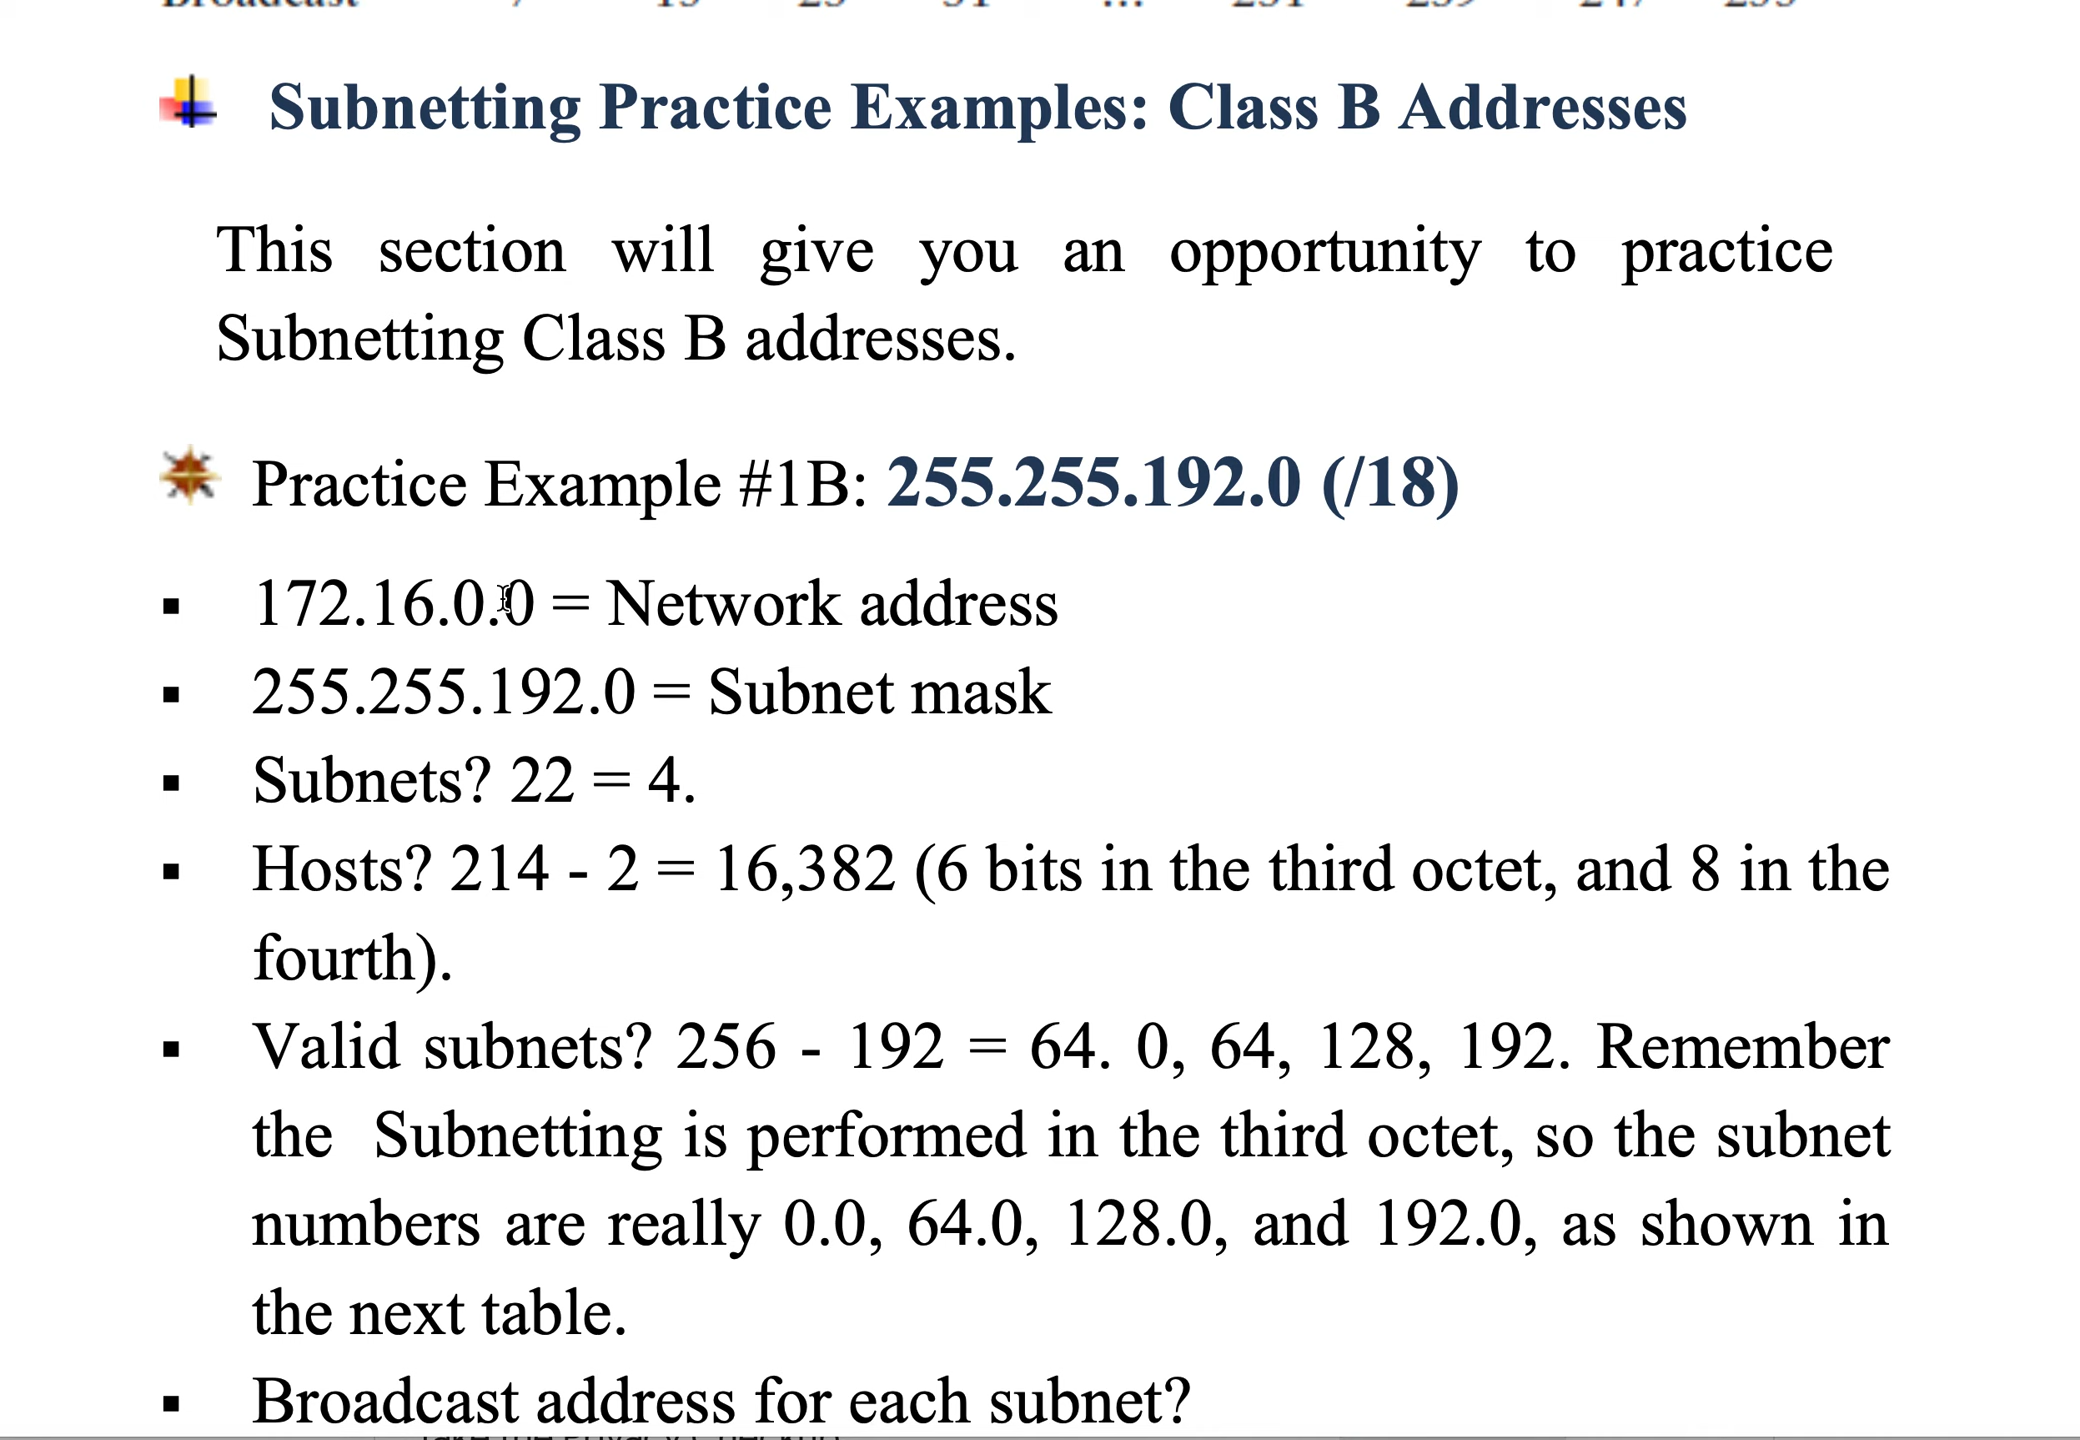 Subnetting Practice Examples: Class B Addresses
This section will give you an opportunity to practice
Subnetting Class B addresses.
Practice Example #1B: 255.255.192.0 (/18)
▪ 172.16.0.0 = Network address
▪ 255.255.192.0 = Subnet mask
▪ Subnets? 22 = 4.
▪ Hosts? 214 - 2 = 16,382 (6 bits in the third octet, and 8 in the
fourth).
▪ Valid subnets? 256 - 192 = 64. 0, 64, 128, 192. Remember
the Subnetting is performed in the third octet, so the subnet
numbers are really 0.0, 64.0, 128.0, and 192.0, as shown in
the next table.
▪ Broadcast address for each subnet?